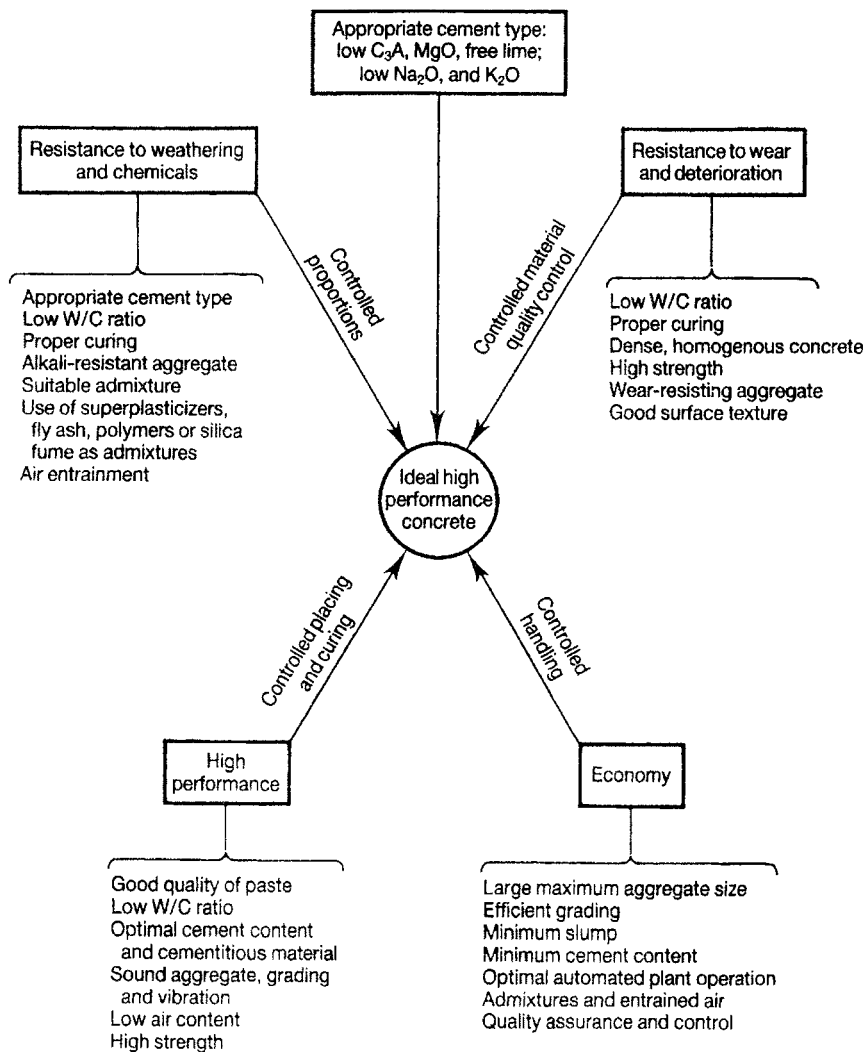 Appropriate cement type:
low C₃A, MgO, free lime;
low Na₂O, and K₂O
Resistance to weathering
and chemicals
Resistance to wear
and deterioration
Controlled
proportions
Controlled material
quality control
Appropriate cement type
Low W/C ratio
Proper curing
Alkali-resistant aggregate
Suitable admixture
Use of superplasticizers,
fly ash, polymers or silica
fume as admixtures
Air entrainment
Low W/C ratio
Proper curing
Dense, homogenous concrete
High strength
Wear-resisting aggregate
Good surface texture
Ideal high
performance
concrete
Controlled placing
and curing
Controlled
handling
High
performance
Economy
Good quality of paste
Low W/C ratio
Optimal cement content
and cementitious material
Sound aggregate, grading
and vibration
Low air content
High strength
Large maximum aggregate size
Efficient grading
Minimum slump
Minimum cement content
Optimal automated plant operation
Admixtures and entrained air
Quality assurance and control